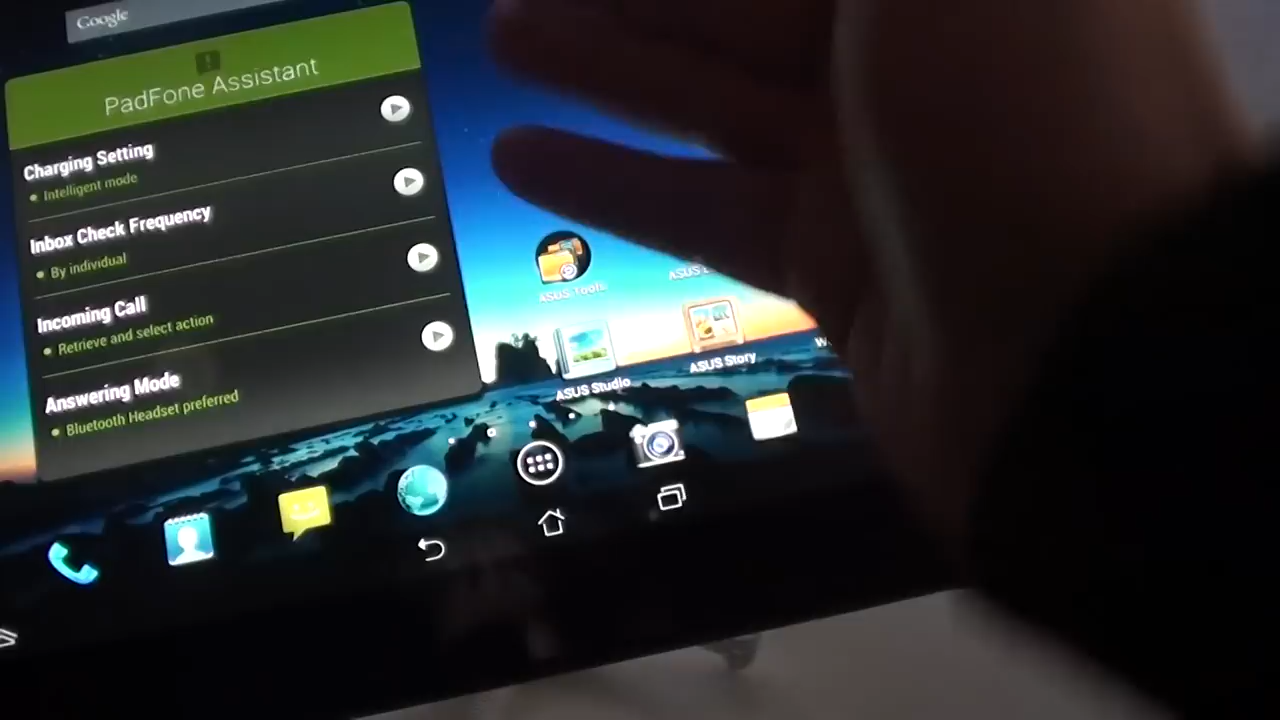 Google
PadFone Assistant
Charging Setting
Intelligent mode
Inbox Check Frequency
By individual
Incoming Call
Retrieve and select action
Answering Mode
Bluetooth Headset preferred
ASUS Tools
ASUS
ASUS Studio
ASUS Story